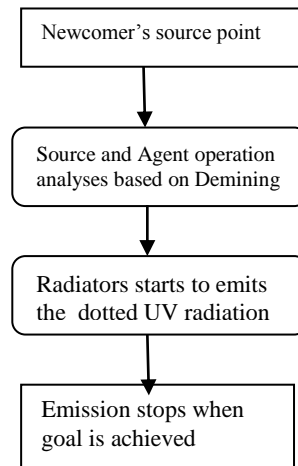 Newcomer’s source point
Source and Agent operation
analyses based on Demining
Radiators starts to emits
the dotted UV radiation
Emission stops when
goal is achieved